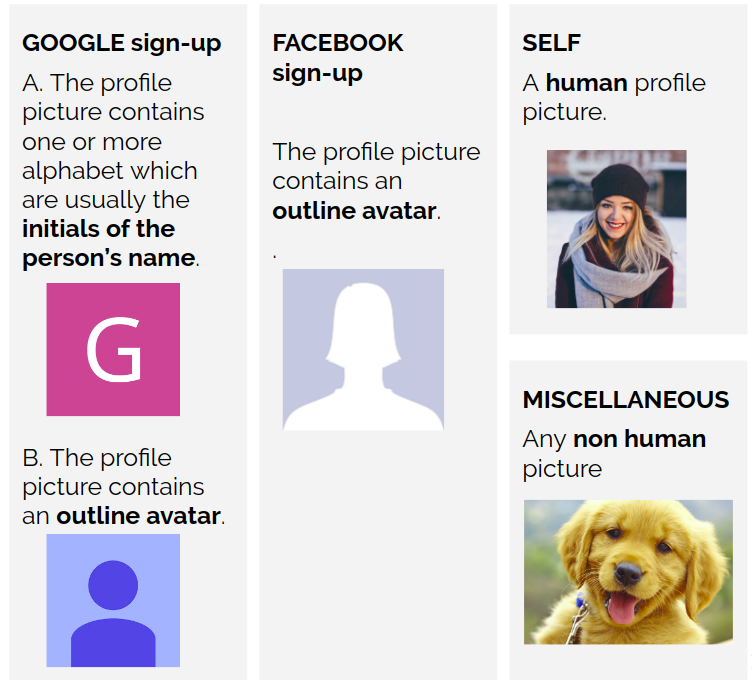 GOOGLE sign-up
A. The profile
picture contains
one or more
alphabet which
are usually the
initials of the
person's name.
G
B. The profile
picture contains
an outline avatar.
FACEBOOK
sign-up
The profile picture
contains an
outline avatar.
.
SELF
A human profile
picture.
MISCELLANEOUS
Any non human
picture